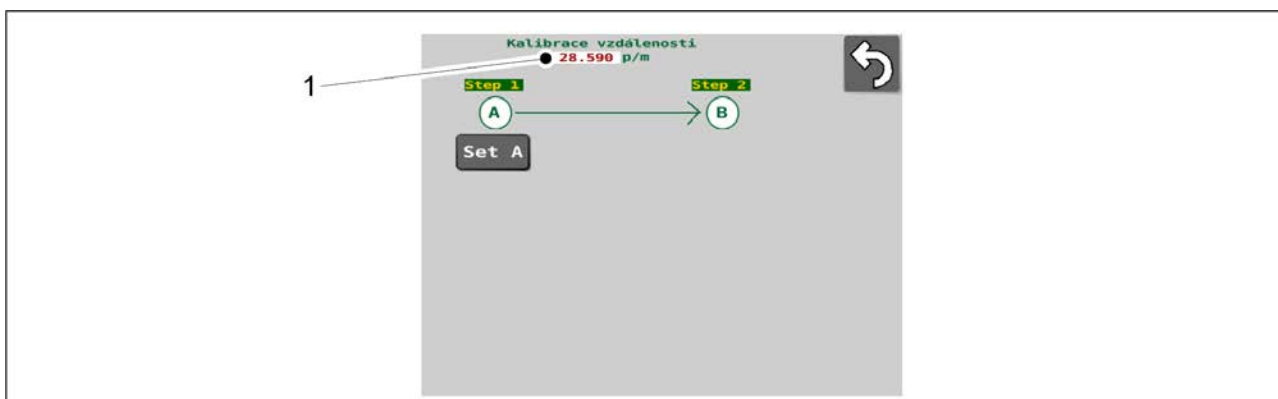 Kalibrace vzdálenosti
1 28.590 p/m
Step 1 Step 2
A B
Set A